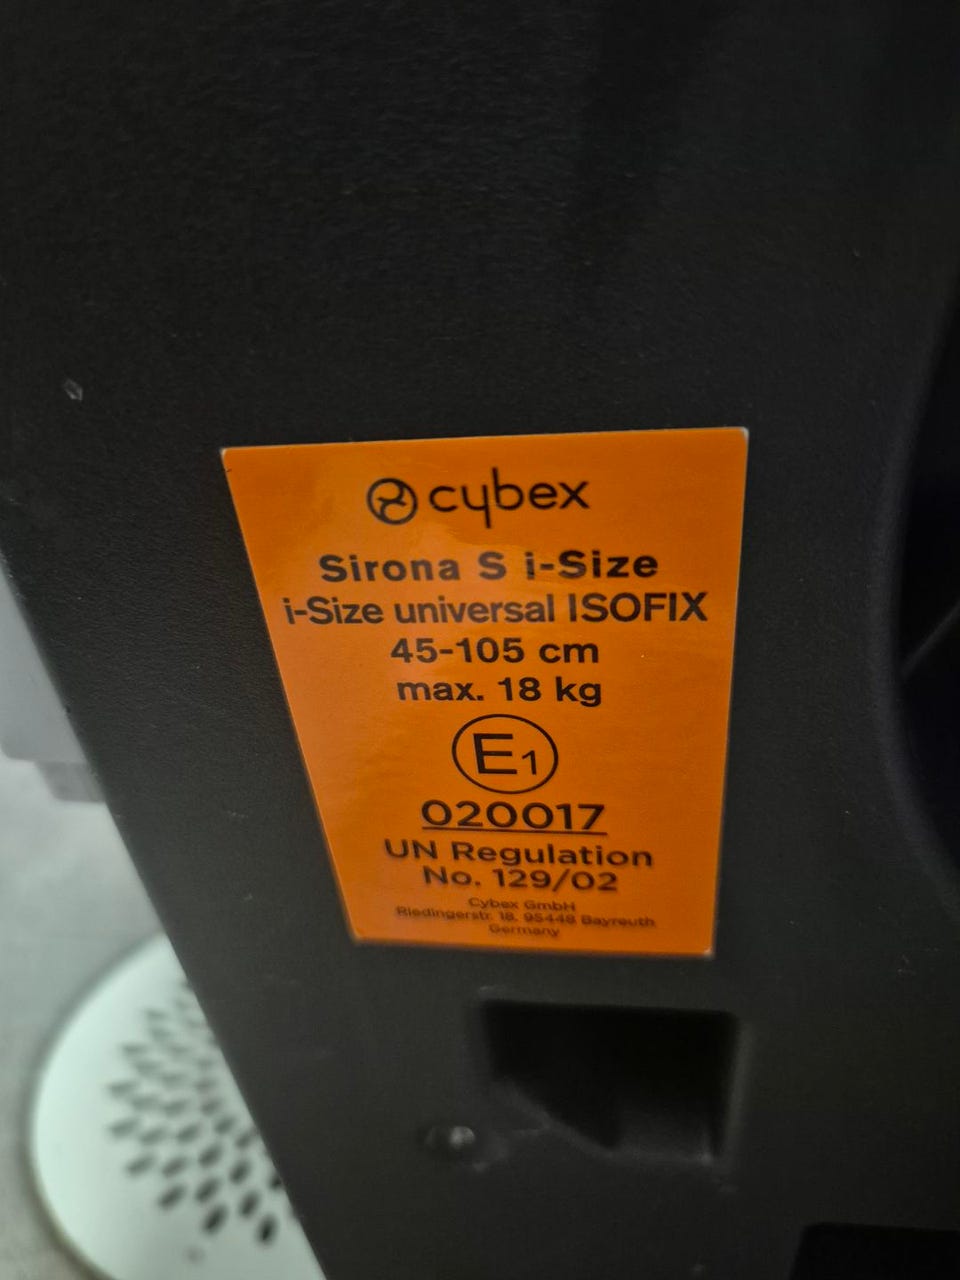 cybex
Sirona S i-Size
i-Size universal ISOFIX
45-105 cm
max. 18 kg
E1
020017
UN Regulation
No. 129/02
Cybex GmbH
Riedingerstr. 18, 95448 Bayreuth
Germany